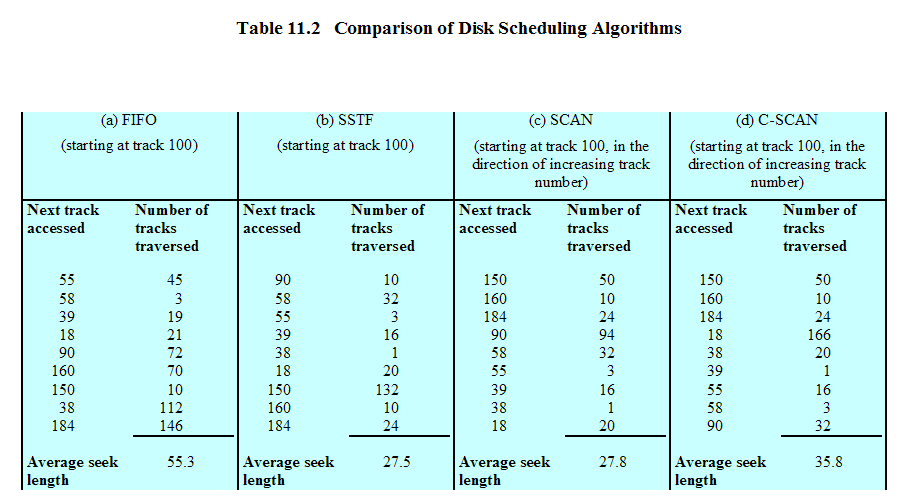 Table 11.2 Comparison of Disk Scheduling Algorithms
(a) FIFO (b) SSTF (c) SCAN (d) C-SCAN
(starting at track 100) (starting at track 100) (starting at track 100, in the direction of increasing track number) (starting at track 100, in the direction of increasing track number)
Next track accessed Number of tracks traversed Next track accessed Number of tracks traversed Next track accessed Number of tracks traversed Next track accessed Number of tracks traversed
55 45 90 10 150 50 150 50
58 3 58 32 160 10 160 10
39 19 55 3 184 24 184 24
18 21 39 16 90 94 18 166
90 72 38 1 58 32 38 20
160 70 18 20 55 3 39 1
150 10 150 132 39 16 55 16
38 112 160 10 38 1 58 3
184 146 184 24 18 20 90 32
Average seek length 55.3 Average seek length 27.5 Average seek length 27.8 Average seek length 35.8